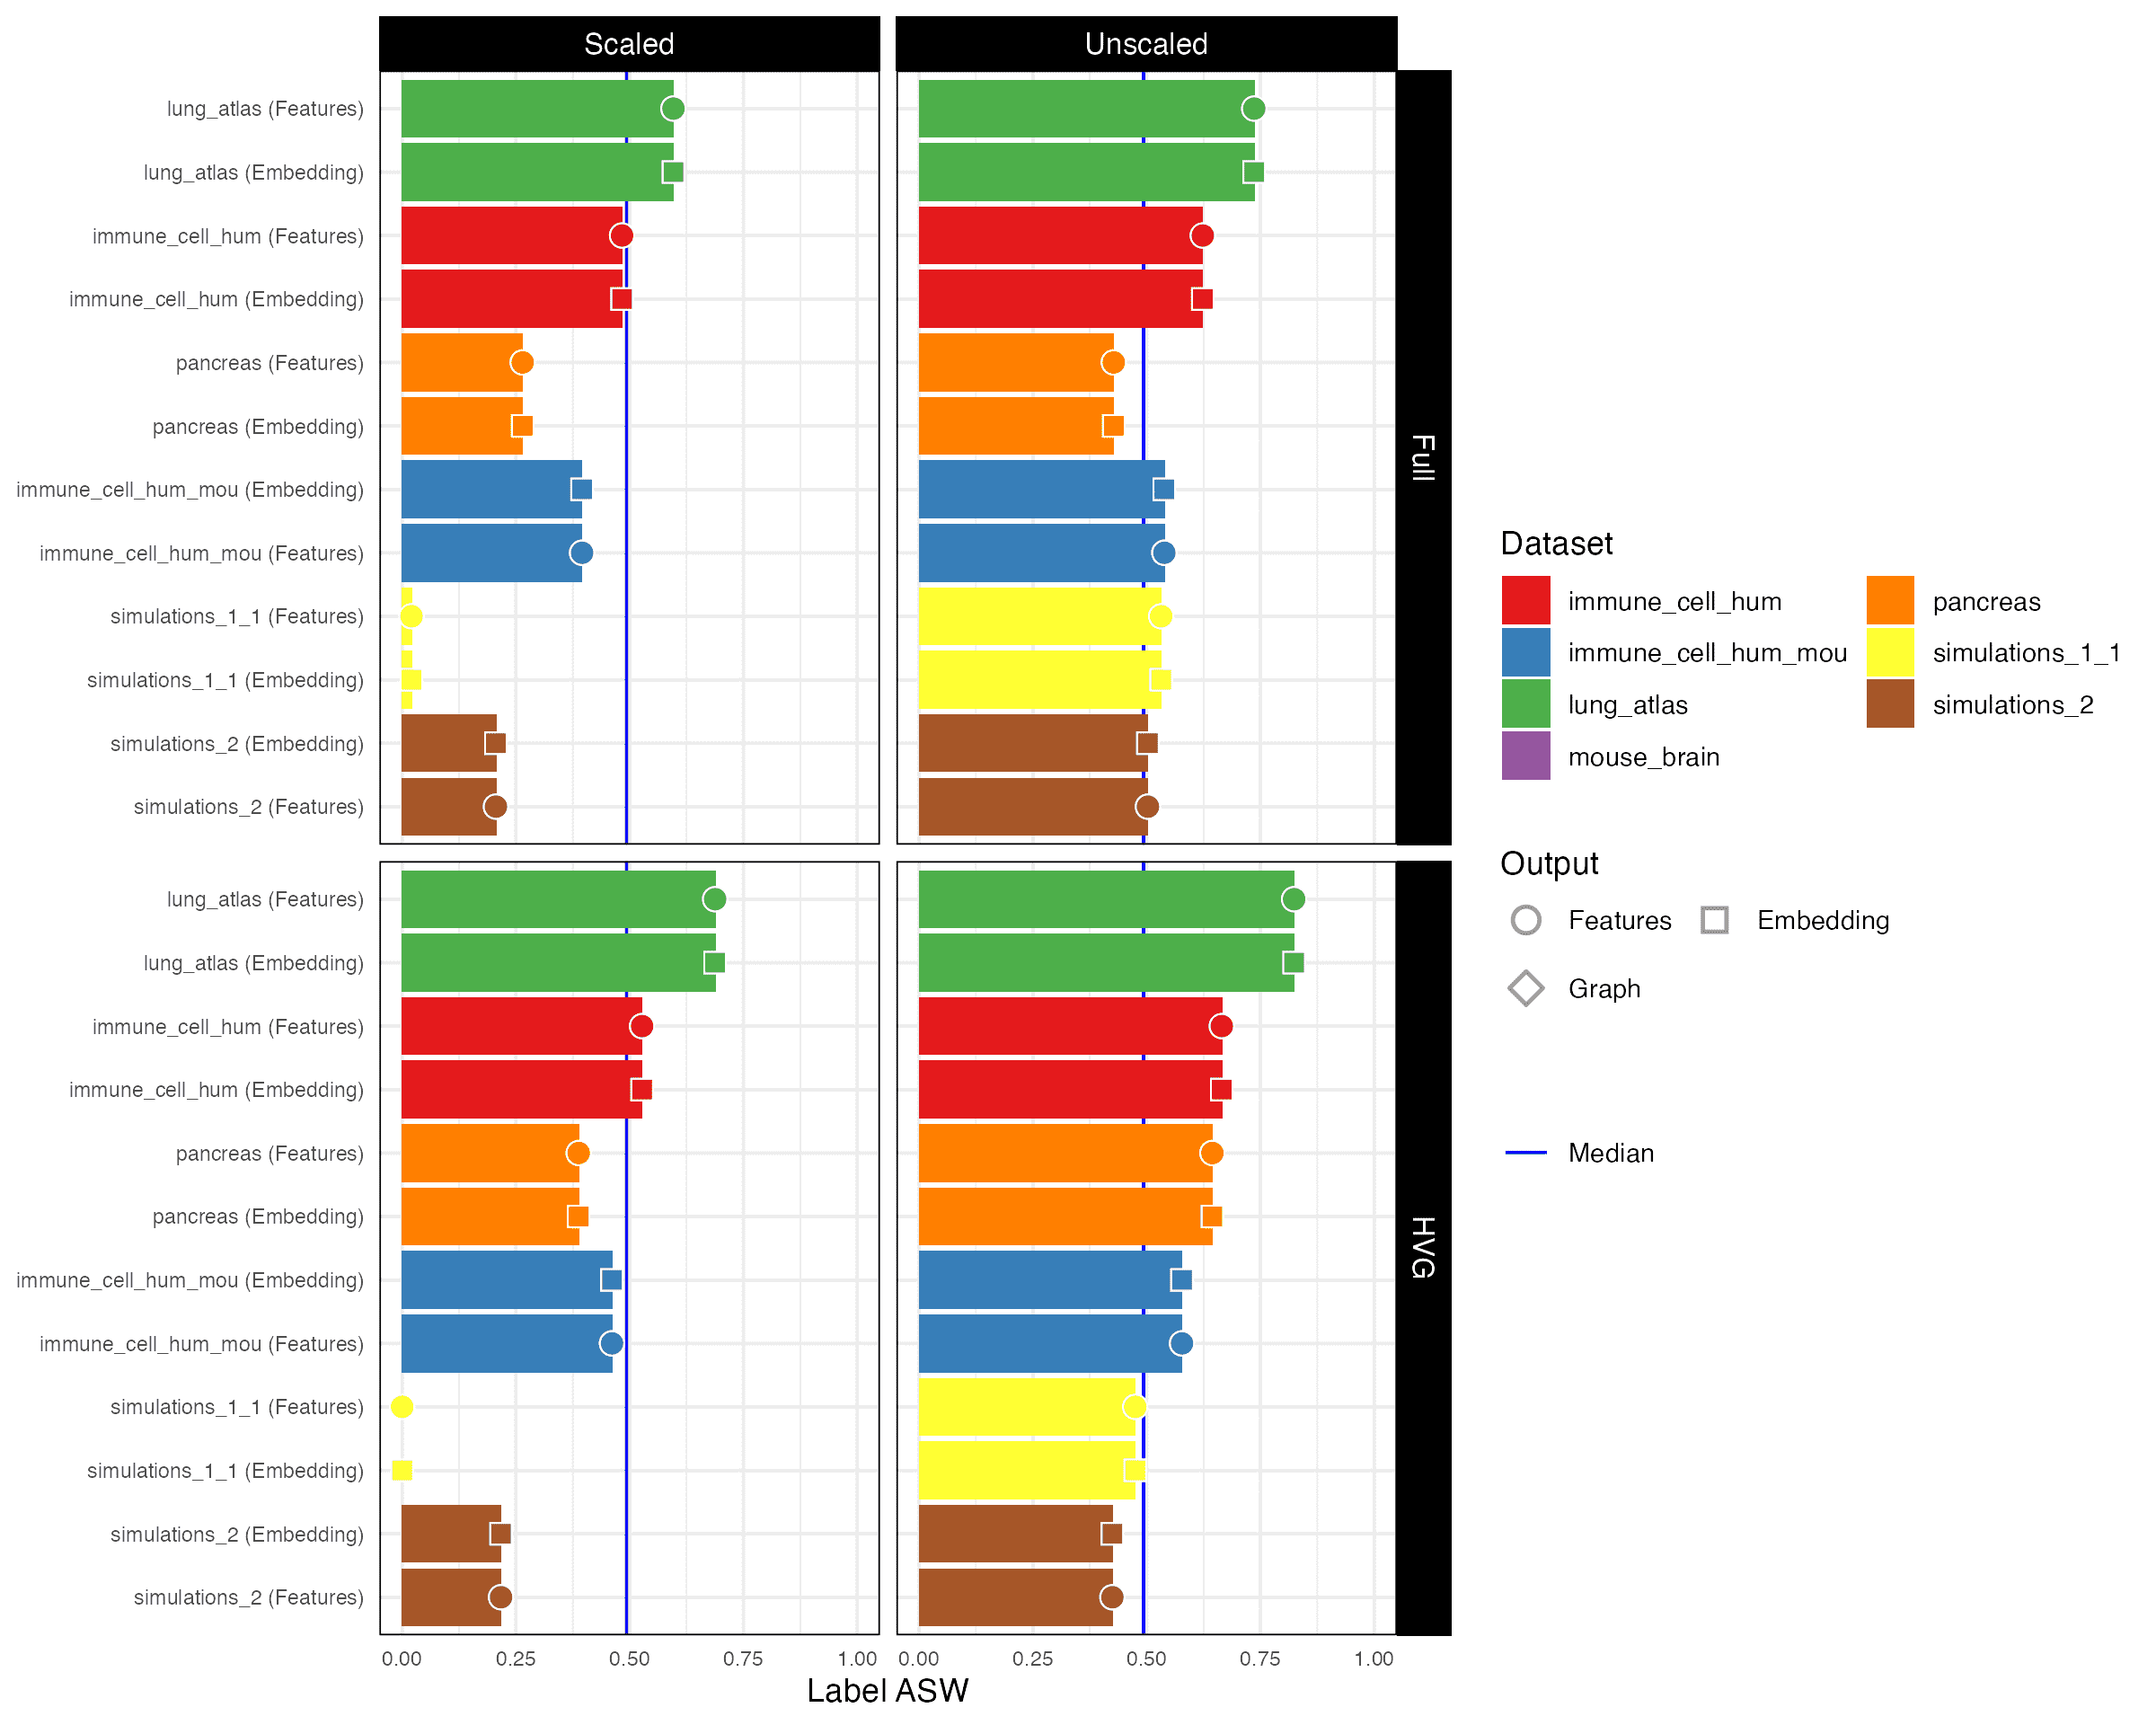 Scaled
Unscaled
lung_atlas (Features)
lung_atlas (Embedding)
immune_cell_hum (Features)
immune_cell_hum (Embedding)
pancreas (Features)
pancreas (Embedding)
immune_cell_hum_mou (Embedding)
immune_cell_hum_mou (Features)
simulations_1_1 (Features)
simulations_1_1 (Embedding)
simulations_2 (Embedding)
simulations_2 (Features)
Full
lung_atlas (Features)
lung_atlas (Embedding)
immune_cell_hum (Features)
immune_cell_hum (Embedding)
pancreas (Features)
pancreas (Embedding)
immune_cell_hum_mou (Embedding)
immune_cell_hum_mou (Features)
simulations_1_1 (Features)
simulations_1_1 (Embedding)
simulations_2 (Embedding)
simulations_2 (Features)
HVG
0.00 0.25 0.50 0.75 1.00
0.00 0.25 0.50 0.75 1.00
Label ASW
Dataset
immune_cell_hum
immune_cell_hum_mou
lung_atlas
mouse_brain
pancreas
simulations_1_1
simulations_2
Output
Features
Embedding
Graph
Median